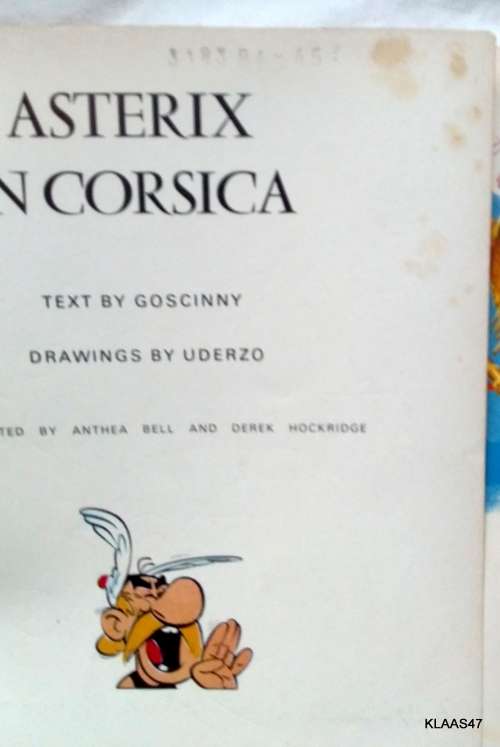 ASTERIX
N CORSICA
TEXT BY GOSCINNY
DRAWINGS BY UDERZO
TED BY ANTHEA BELL AND DEREK HOCKRIDGE
KLAAS47